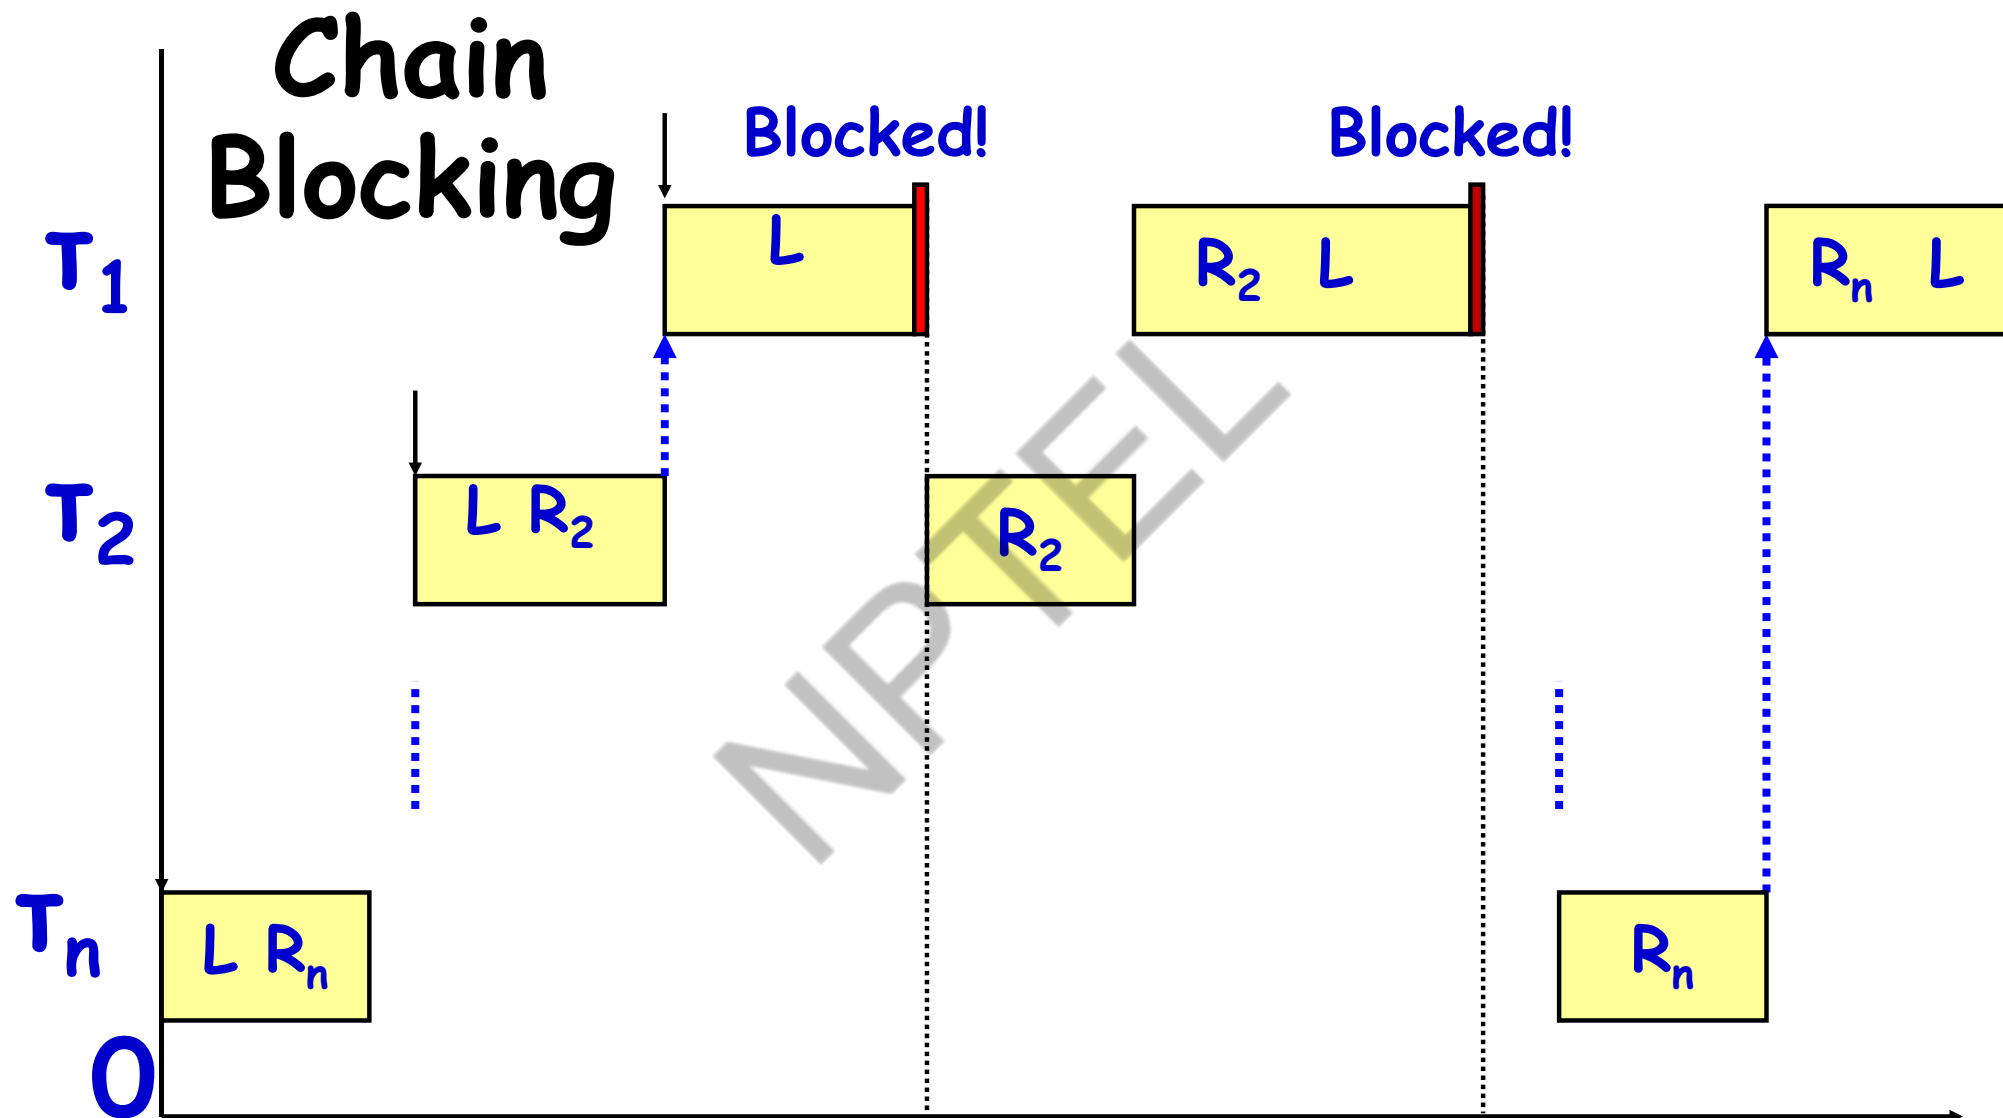 Chain
Blocking
Blocked! Blocked!
T1 L R2 L Rn L
T2 L R2 R2
Tn L Rn Rn
0
NPTEL